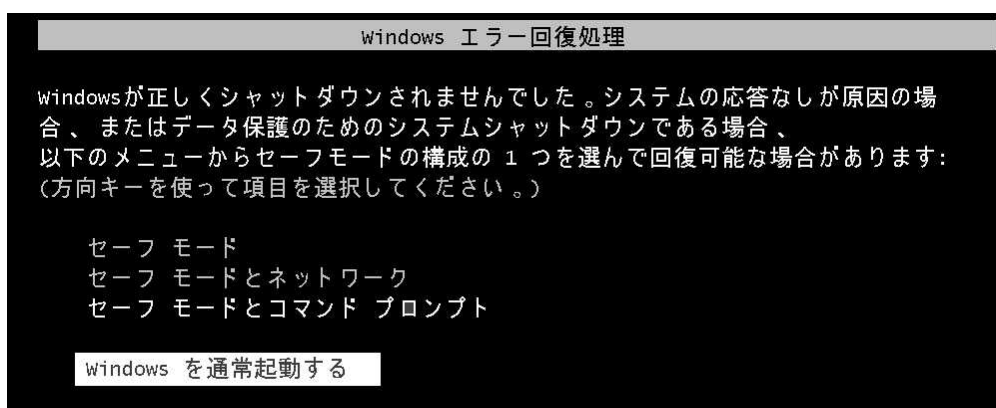 Windows エラー回復処理
Windowsが正しくシャットダウンされませんでした。システムの応答なしが原因の場
合、またはデータ保護のためのシステムシャットダウンである場合、
以下のメニューからセーフモードの構成の 1 つを選んで回復可能な場合があります:
(方向キーを使って項目を選択してください。)
セーフ モード
セーフ モードとネットワーク
セーフ モードとコマンド プロンプト
Windows を通常起動する